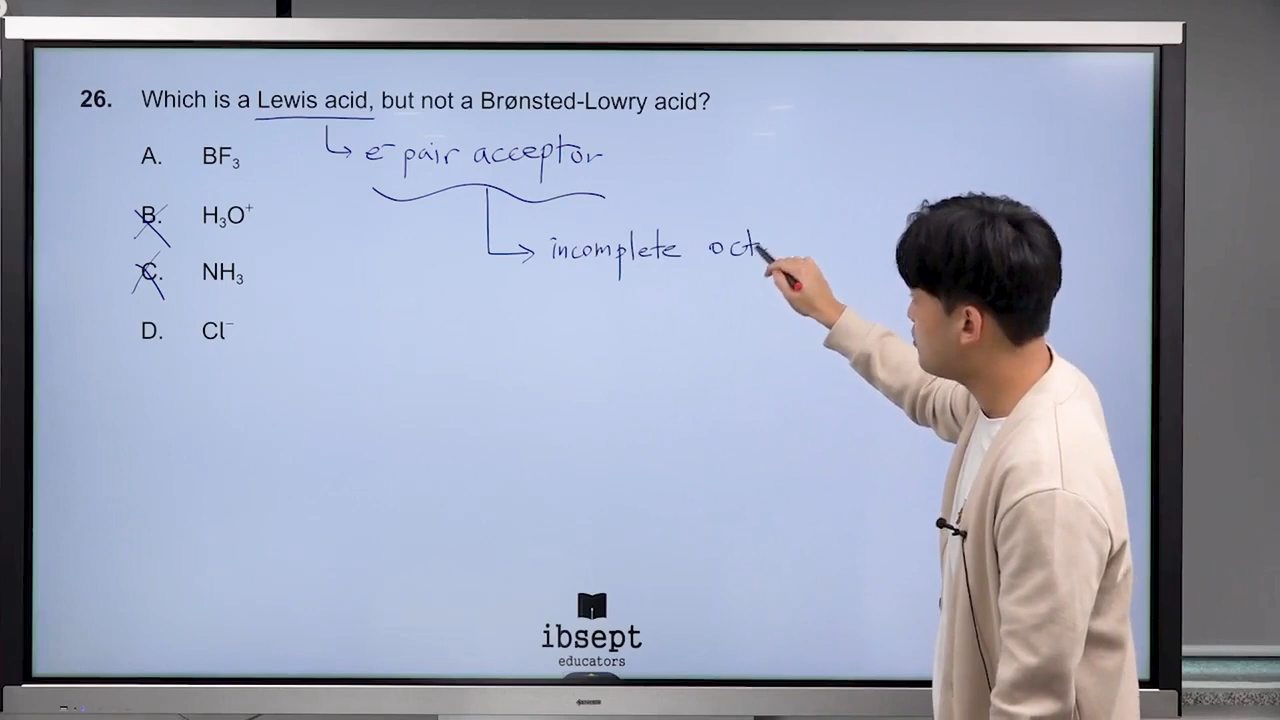 26. Which is a Lewis acid, but not a Brønsted-Lowry acid?
A. BF₃
e⁻ pair acceptor
B. H₃O⁺
incomplete oct
C. NH₃
D. Cl⁻
ibsept
educators